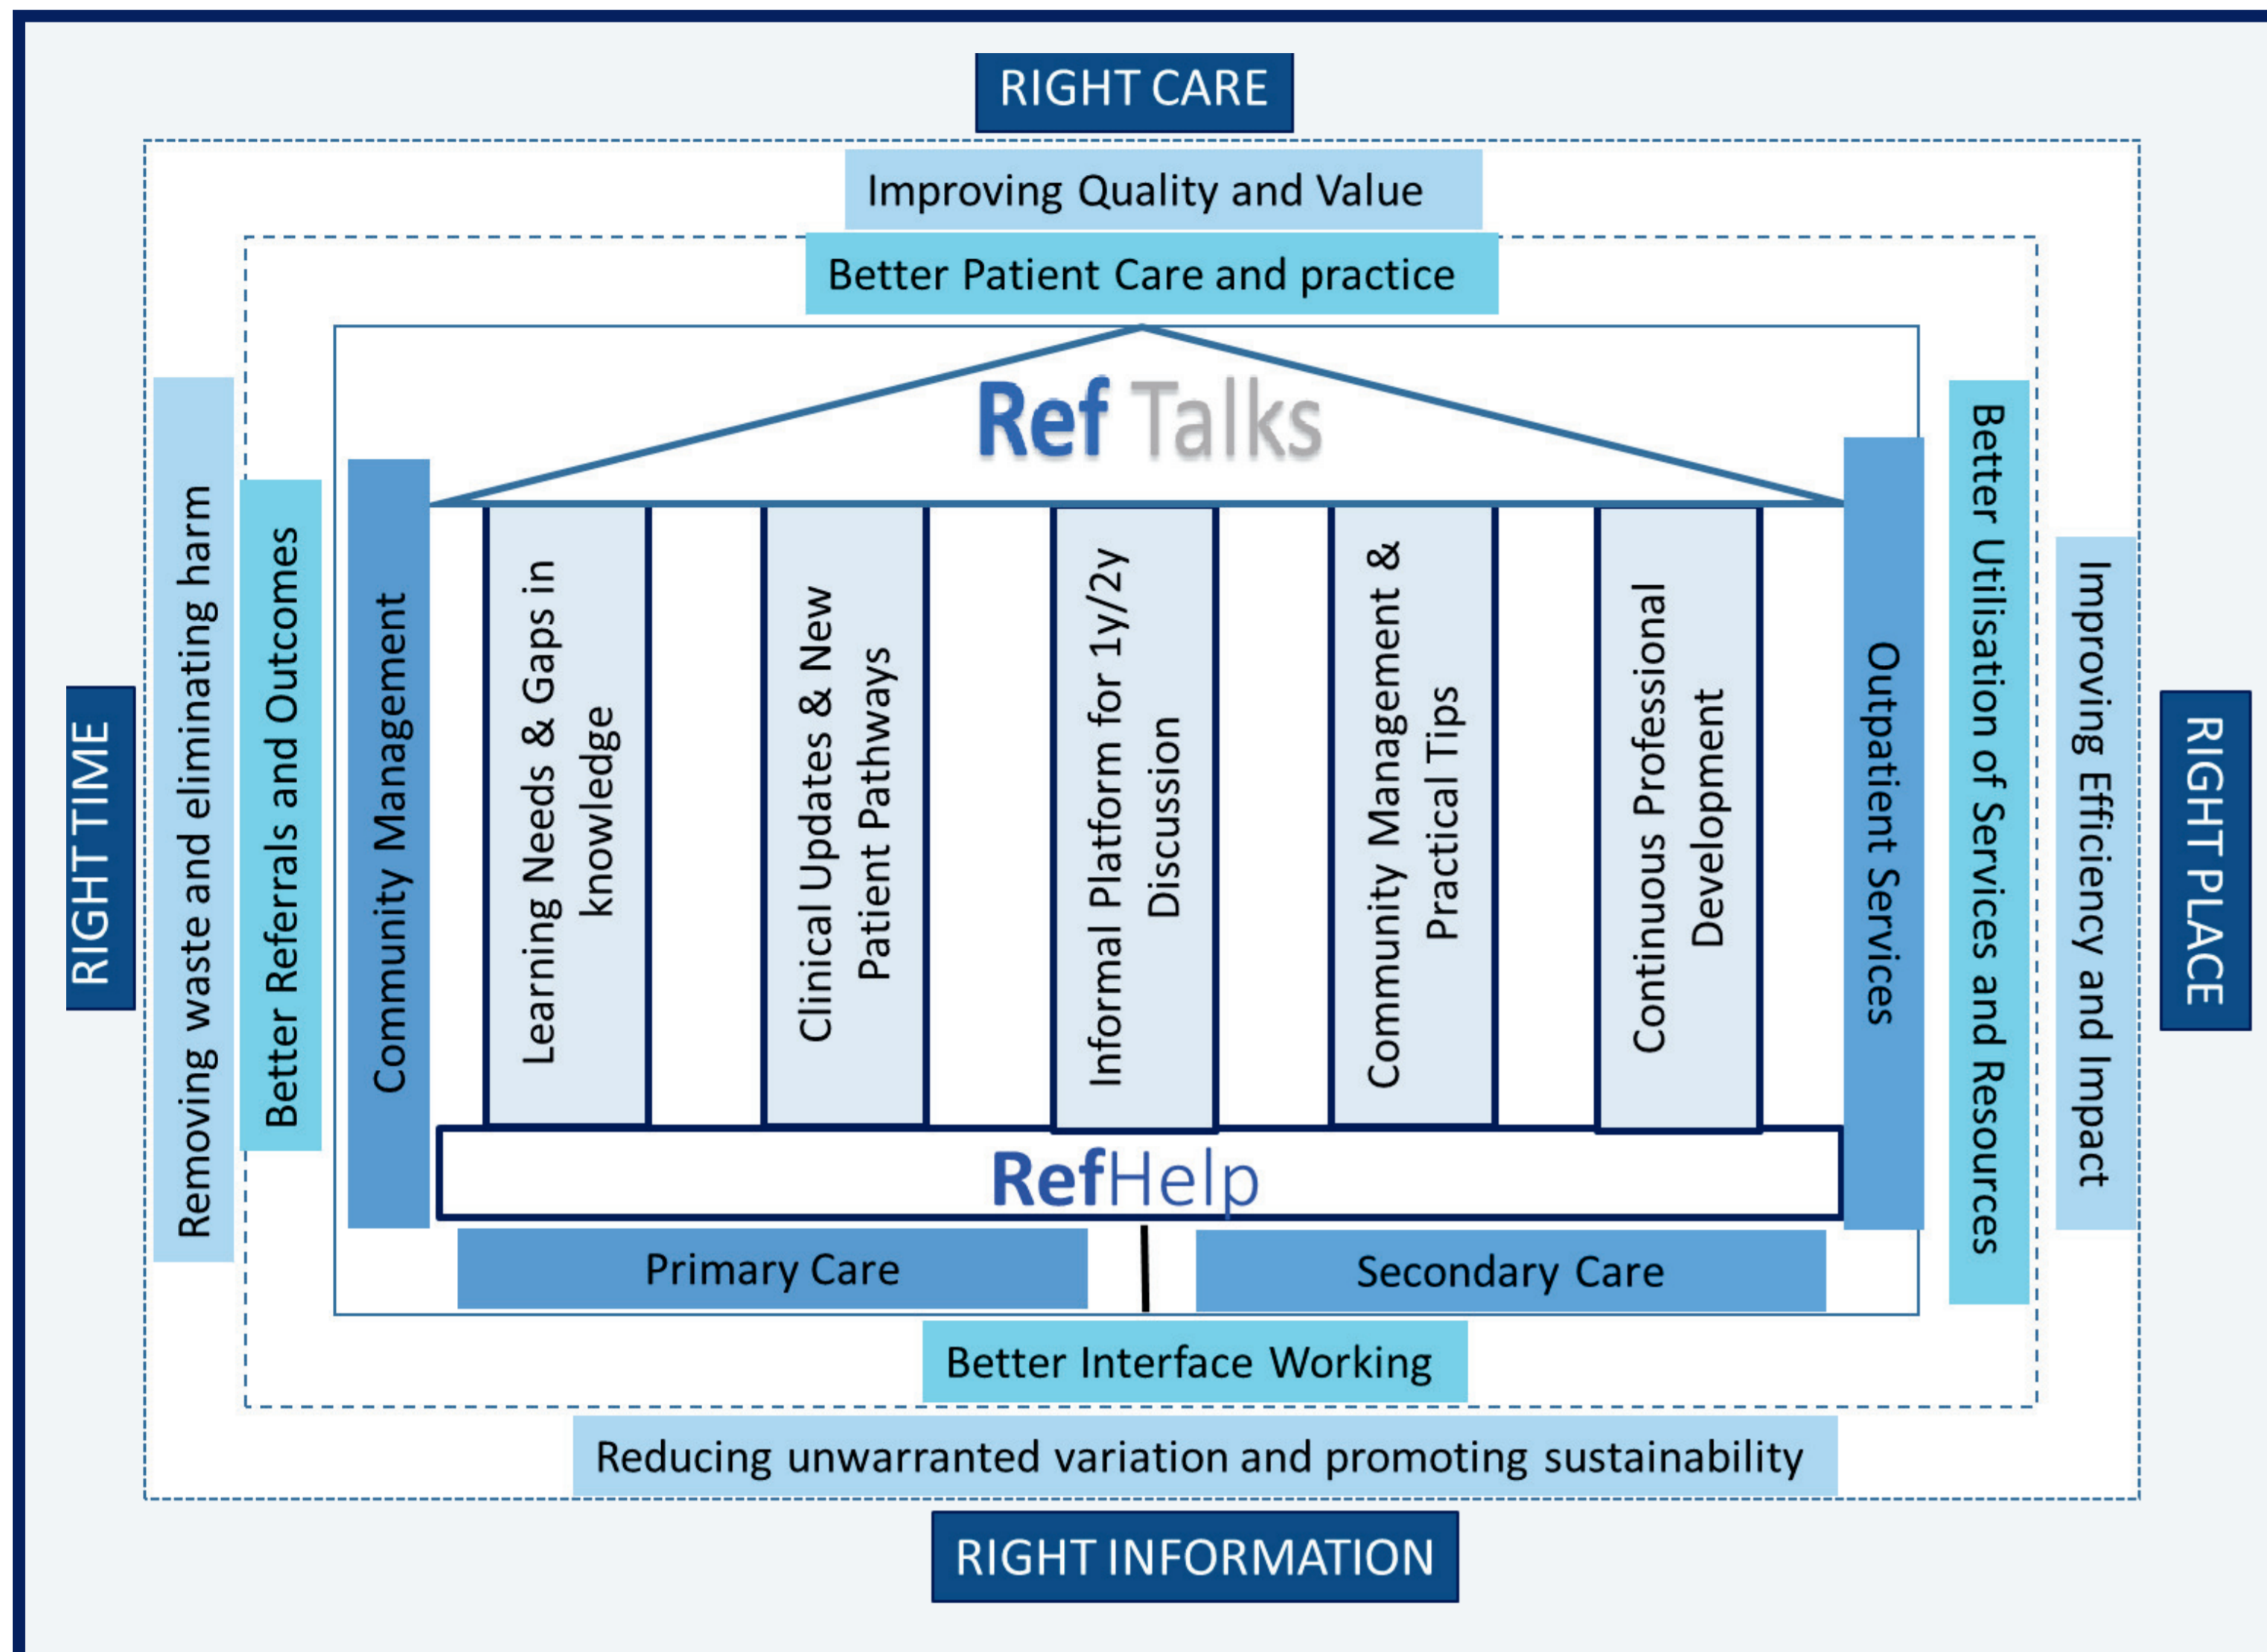 RIGHT CARE
Improving Quality and Value
Better Patient Care and practice
Ref Talks
RIGHT TIME
Removing waste and eliminating harm
Better Referrals and Outcomes
Community Management
Learning Needs & Gaps in
knowledge
Clinical Updates & New
Patient Pathways
Informal Platform for 1y/2y
Discussion
Community Management &
Practical Tips
Continuous Professional
Development
Outpatient Services
Better Utilisation of Services and Resources
Improving Efficiency and Impact
RIGHT PLACE
RefHelp
Primary Care
Secondary Care
Better Interface Working
Reducing unwarranted variation and promoting sustainability
RIGHT INFORMATION